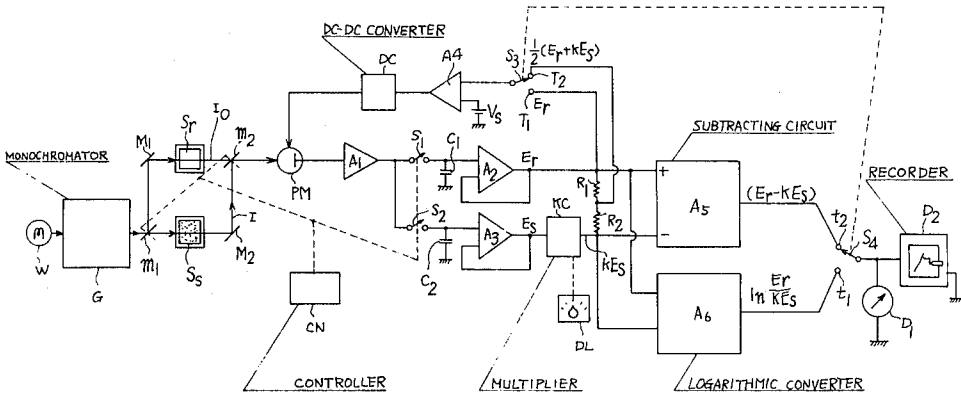 DC-DC CONVERTER
DC
A4
S3
½(Er+KEs)
T2
Er
T1
Vs
SUBTRACTING CIRCUIT
MONOCHROMATOR
Sr
I0
M1
m2
PM
A1
S1
C1
A2
Er
R1
+
A5
−
(Er−KEs)
RECORDER
D2
t2
S4
W
G
m1
Ss
I
M2
S2
C2
A3
Es
KC
R2
KEs
A6
ln Er/KEs
t1
D1
CN
DL
CONTROLLER
MULTIPLIER
LOGARITHMIC CONVERTER